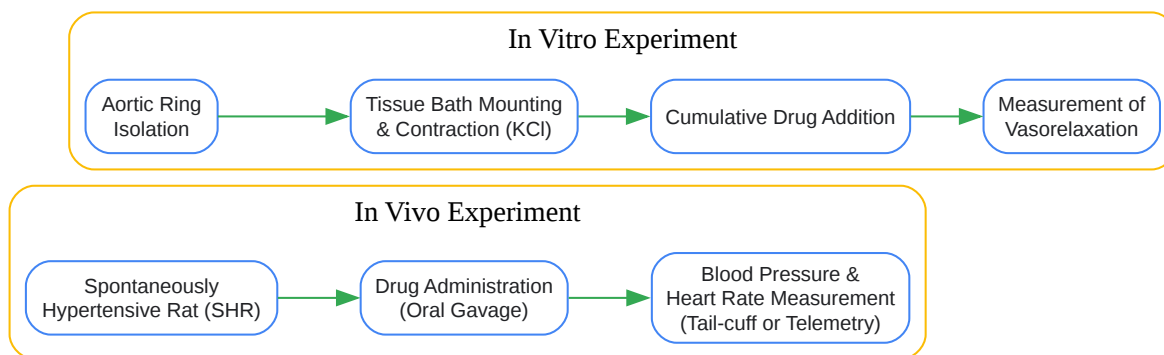 In Vitro Experiment
Aortic Ring
Isolation
Tissue Bath Mounting
& Contraction (KCl)
Cumulative Drug Addition
Measurement of
Vasorelaxation
In Vivo Experiment
Spontaneously
Hypertensive Rat (SHR)
Drug Administration
(Oral Gavage)
Blood Pressure &
Heart Rate Measurement
(Tail-cuff or Telemetry)